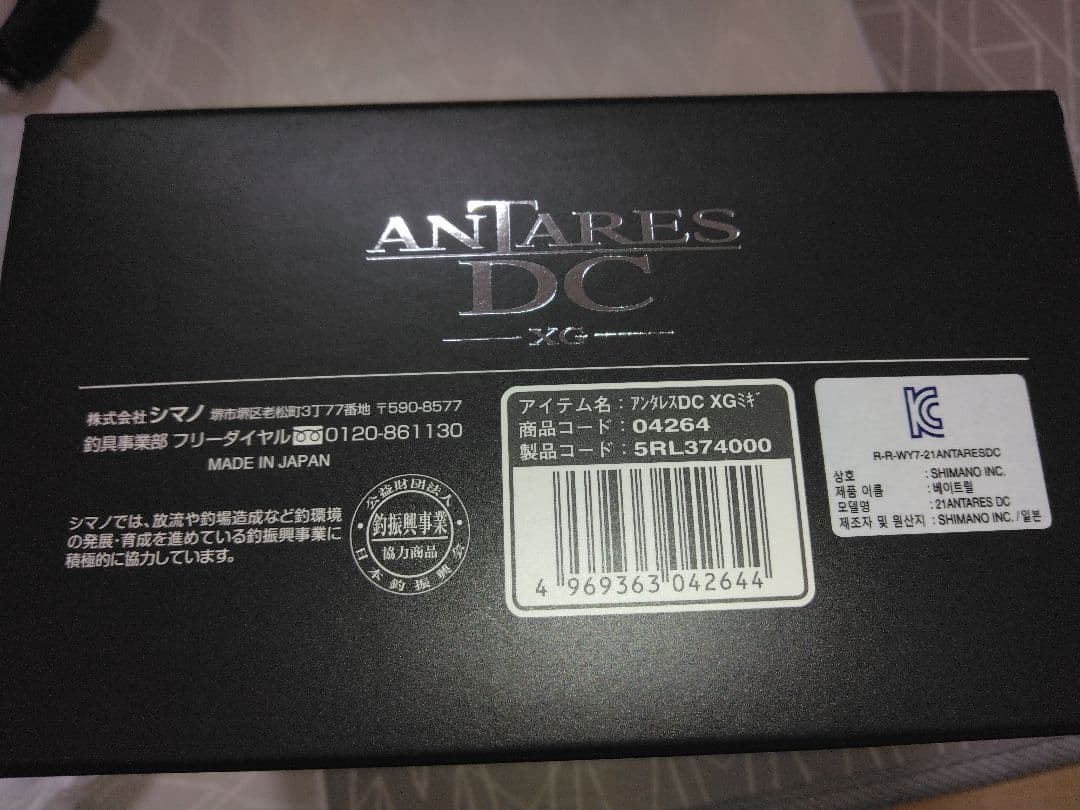 ANTARES
DC
XG
株式会社 シマノ 堺市堺区老松町3丁77番地 〒590-8577
釣具事業部 フリーダイヤル 0120-861130
MADE IN JAPAN
シマノでは、放流や釣場造成など釣環境
の発展・育成を進めている釣振興事業に
積極的に協力しています。
公益財団法人
釣振興事業
協力商品
日本釣振興会
アイテム名：ｱﾝﾀﾚｽDC XGﾐｷﾞ
商品コード：04264
製品コード：5RL374000
4 969363 042644
R-R-WY7-21ANTARESDC
상호 : SHIMANO INC.
제품 이름 : 베이트릴
모델명 : 21ANTARES DC
제조자 및 원산지 : SHIMANO INC. / 일본